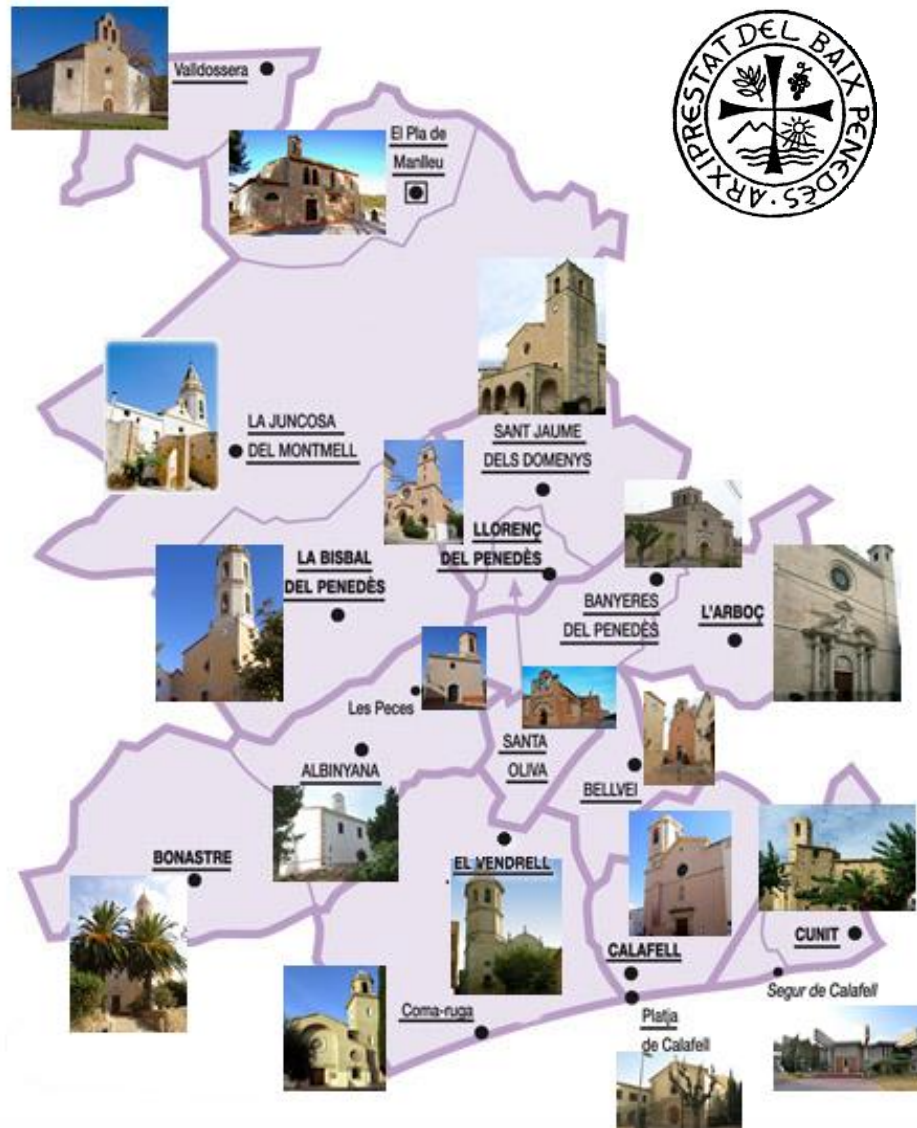 ARXIPRESTAT DEL BAIX PENEDÈS ·
Valldossera
El Pla de
Manlleu
LA JUNCOSA
DEL MONTMELL
SANT JAUME
DELS DOMENYS
LLORENÇ
DEL PENEDÈS
LA BISBAL
DEL PENEDÈS
BANYERES
DEL PENEDÈS
L'ARBOÇ
Les Peces
SANTA
OLIVA
ALBINYANA
BELLVEI
BONASTRE
EL VENDRELL
CUNIT
CALAFELL
Segur de Calafell
Coma-ruga
Platja
de Calafell